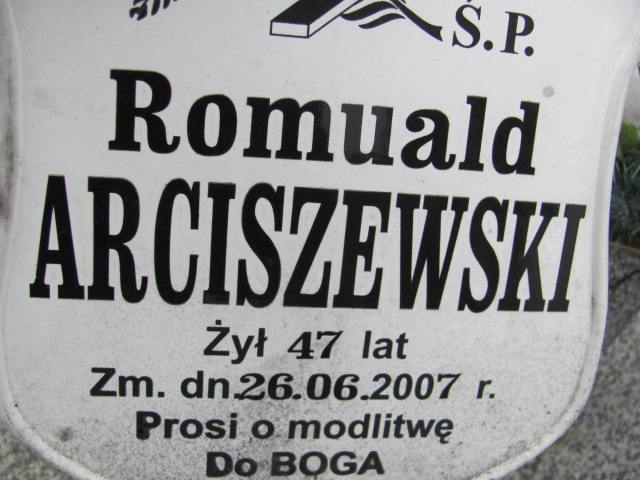 Ś.P.
Romuald
ARCISZEWSKI
Żył 47 lat
Zm. dn.26.06.2007 r.
Prosi o modlitwę
Do BOGA